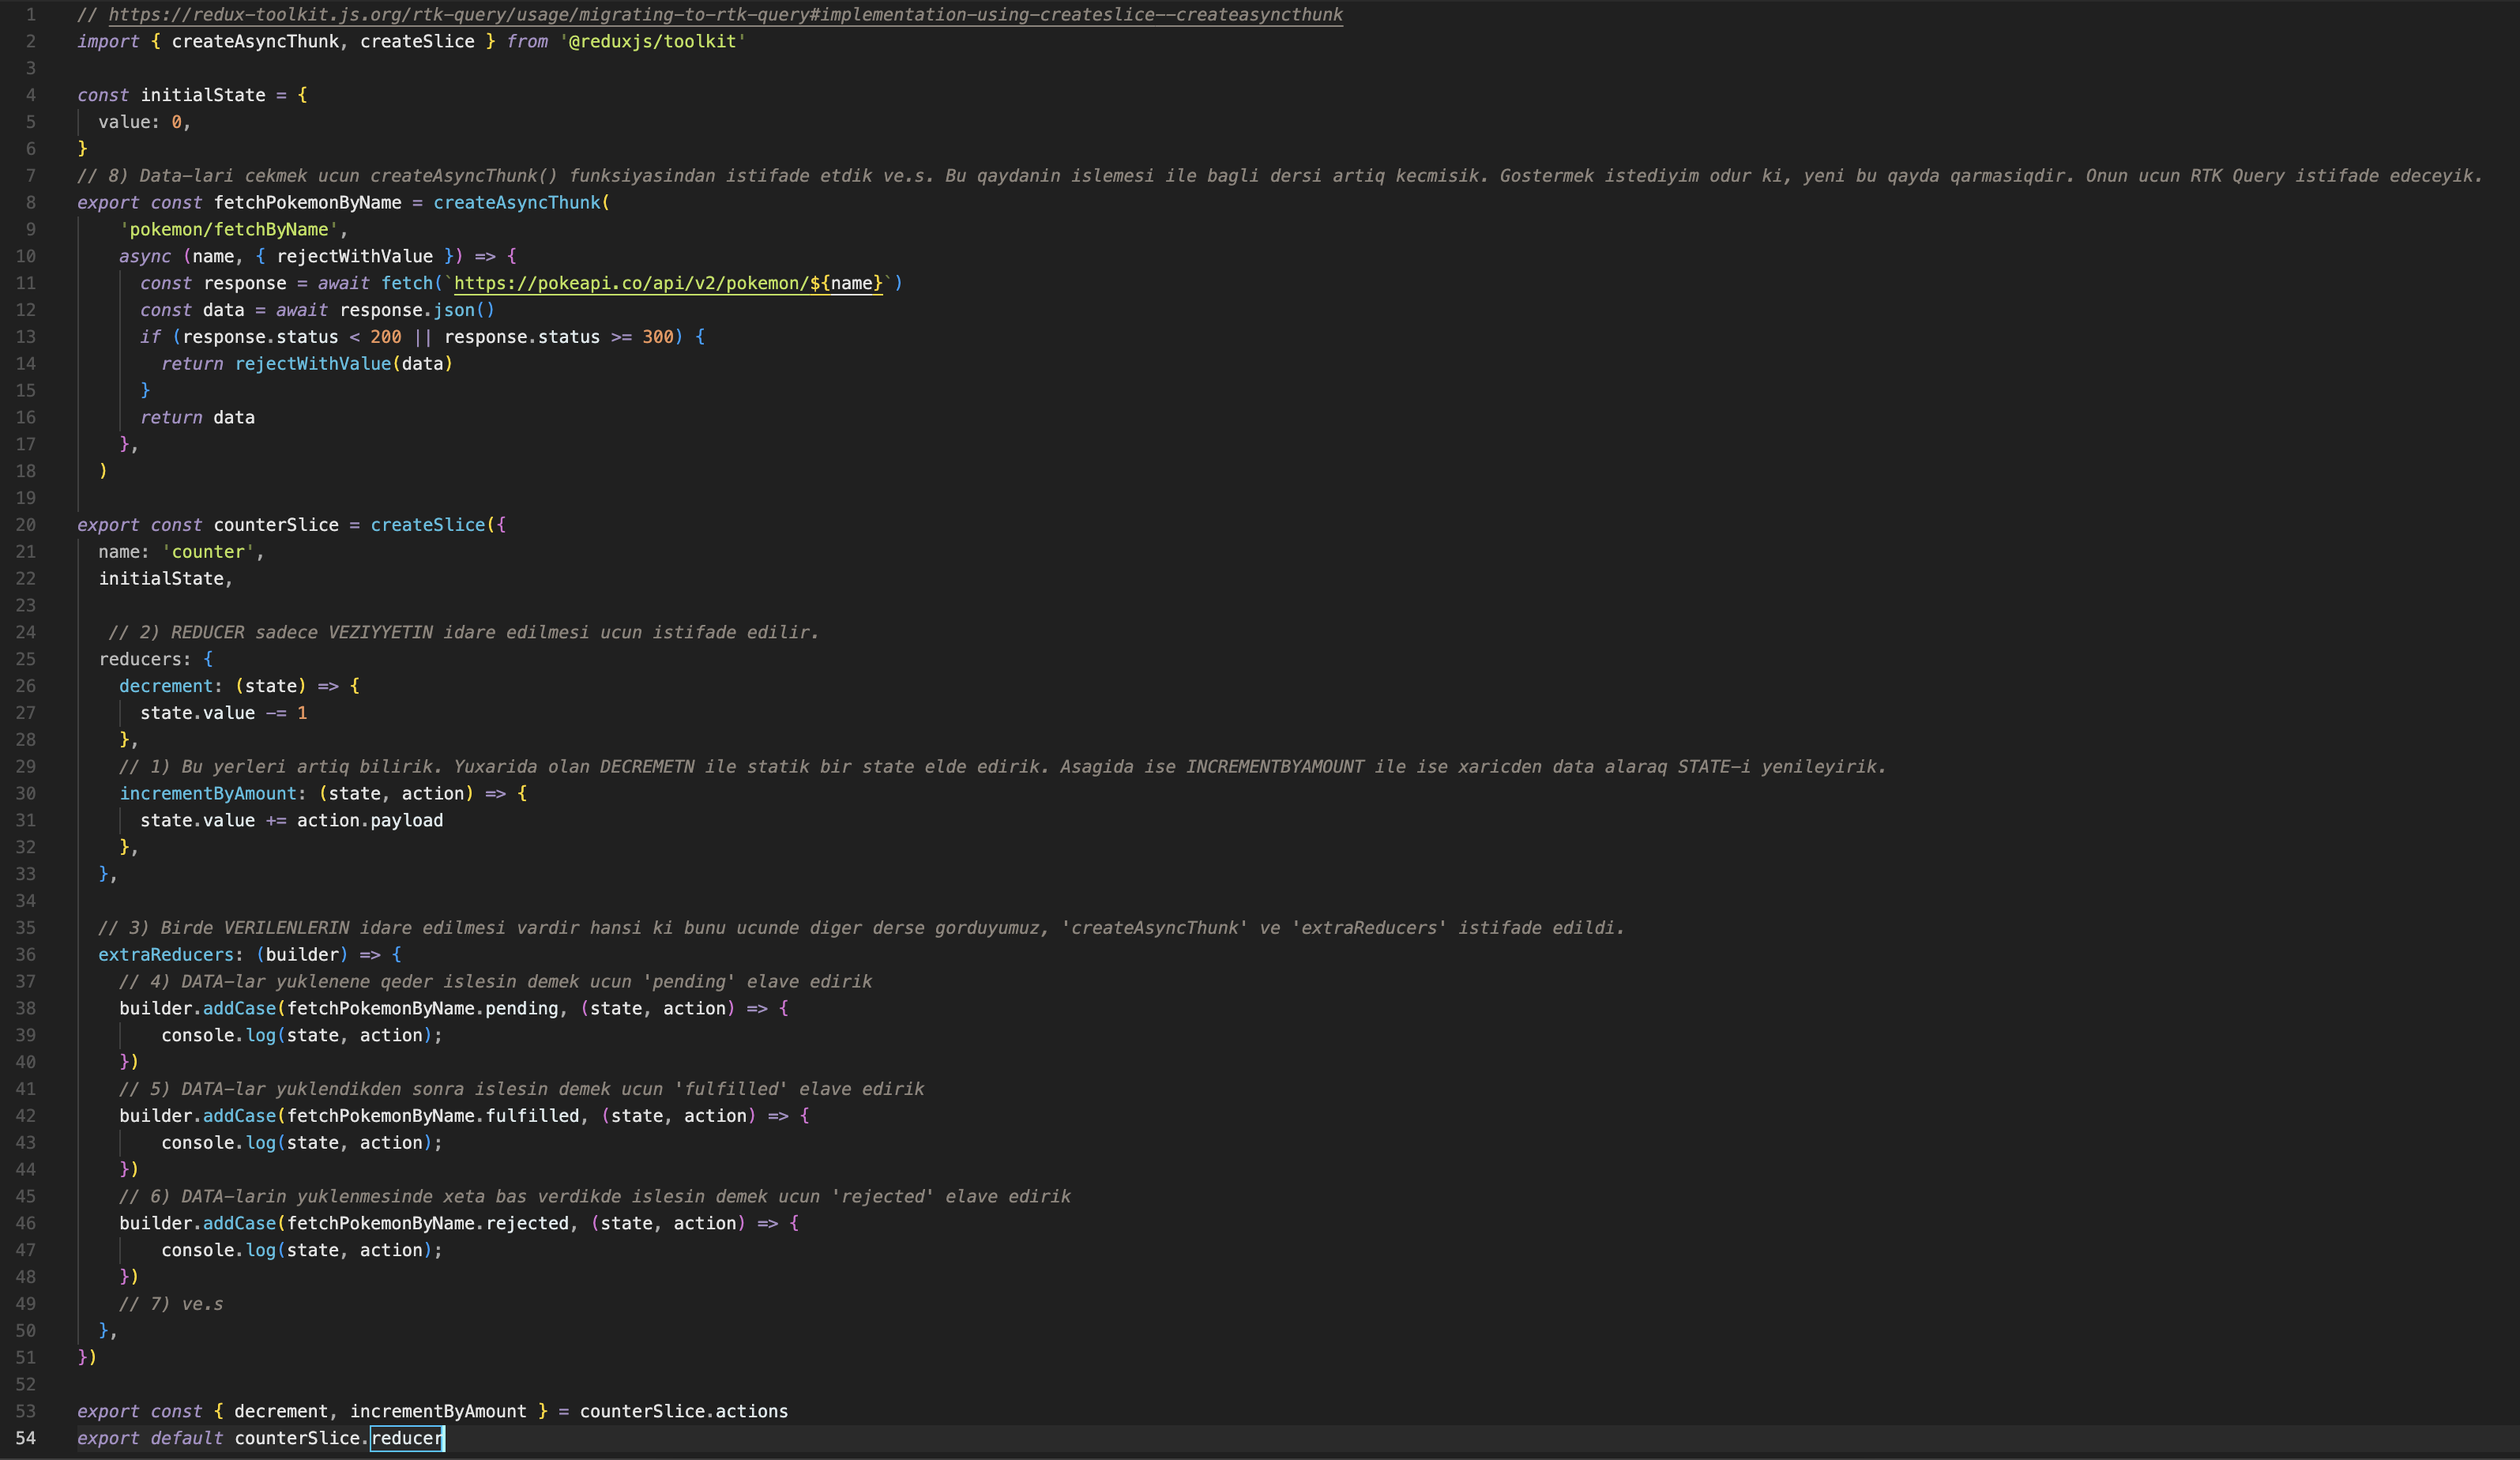 1 // https://redux-toolkit.js.org/rtk-query/usage/migrating-to-rtk-query#implementation-using-createslice--createasyncthunk
2 import { createAsyncThunk, createSlice } from '@reduxjs/toolkit'
3
4 const initialState = {
5 value: 0,
6 }
7 // 8) Data-lari cekmek ucun createAsyncThunk() funksiyasindan istifade etdik ve.s. Bu qaydanin islemesi ile bagli dersi artiq kecmisik. Gostermek istediyim odur ki, yeni bu qayda qarmasiqdir. Onun ucun RTK Query istifade edeceyik.
8 export const fetchPokemonByName = createAsyncThunk(
9 'pokemon/fetchByName',
10 async (name, { rejectWithValue }) => {
11 const response = await fetch(`https://pokeapi.co/api/v2/pokemon/${name}`)
12 const data = await response.json()
13 if (response.status < 200 || response.status >= 300) {
14 return rejectWithValue(data)
15 }
16 return data
17 },
18 )
19
20 export const counterSlice = createSlice({
21 name: 'counter',
22 initialState,
23
24 // 2) REDUCER sadece VEZIYYETIN idare edilmesi ucun istifade edilir.
25 reducers: {
26 decrement: (state) => {
27 state.value -= 1
28 },
29 // 1) Bu yerleri artiq bilirik. Yuxarida olan DECREMETN ile statik bir state elde edirik. Asagida ise INCREMENTBYAMOUNT ile ise xaricden data alaraq STATE-i yenileyirik.
30 incrementByAmount: (state, action) => {
31 state.value += action.payload
32 },
33 },
34
35 // 3) Birde VERILENLERIN idare edilmesi vardir hansi ki bunu ucunde diger derse gorduyumuz, 'createAsyncThunk' ve 'extraReducers' istifade edildi.
36 extraReducers: (builder) => {
37 // 4) DATA-lar yuklenene qeder islesin demek ucun 'pending' elave edirik
38 builder.addCase(fetchPokemonByName.pending, (state, action) => {
39 console.log(state, action);
40 })
41 // 5) DATA-lar yuklendikden sonra islesin demek ucun 'fulfilled' elave edirik
42 builder.addCase(fetchPokemonByName.fulfilled, (state, action) => {
43 console.log(state, action);
44 })
45 // 6) DATA-larin yuklenmesinde xeta bas verdikde islesin demek ucun 'rejected' elave edirik
46 builder.addCase(fetchPokemonByName.rejected, (state, action) => {
47 console.log(state, action);
48 })
49 // 7) ve.s
50 },
51 })
52
53 export const { decrement, incrementByAmount } = counterSlice.actions
54 export default counterSlice.reducer